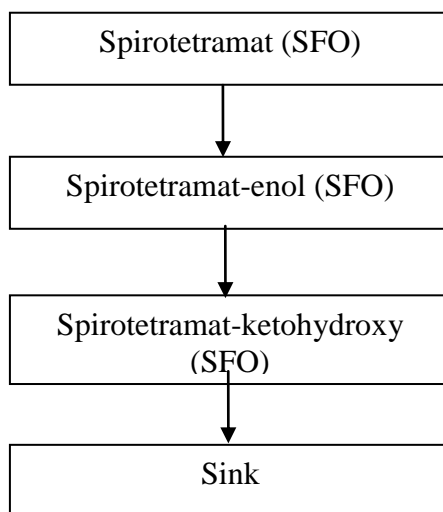 Spirotetramat (SFO)
Spirotetramat-enol (SFO)
Spirotetramat-ketohydroxy
(SFO)
Sink